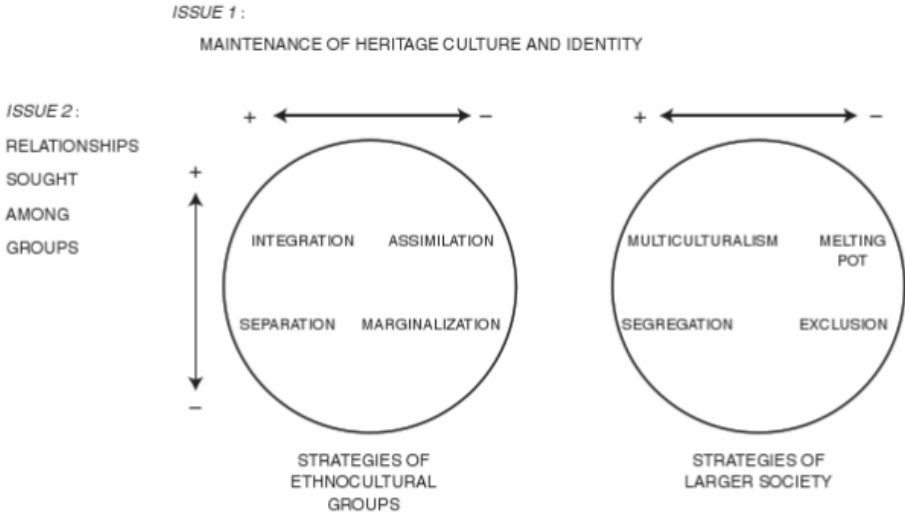 ISSUE 1:
MAINTENANCE OF HERITAGE CULTURE AND IDENTITY
ISSUE 2:
RELATIONSHIPS
SOUGHT
AMONG
GROUPS
+ −
+
−
INTEGRATION ASSIMILATION
SEPARATION MARGINALIZATION
STRATEGIES OF
ETHNOCULTURAL
GROUPS
+ −
MULTICULTURALISM MELTING
POT
SEGREGATION EXCLUSION
STRATEGIES OF
LARGER SOCIETY